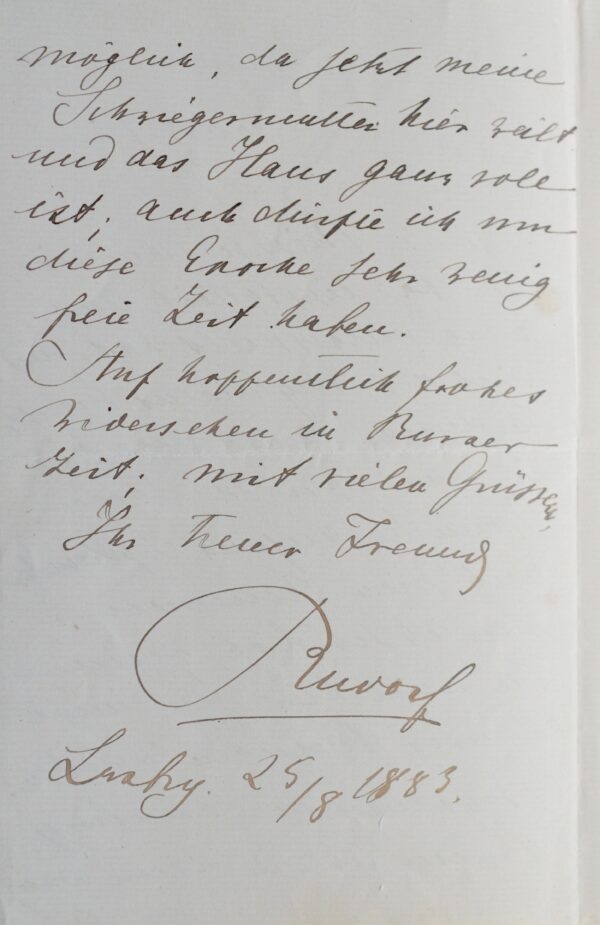 möglich, da jetzt meine
Schwiegermutter hier weilt
und das Haus ganz voll
ist, auch dürfte ich um
diese Epoche sehr wenig
freie Zeit haben.
Auf hoffentlich frohes
Widersehen in kurzer
Zeit; mit vielen Grüssen,
Ihr treuer Freund
Rudolf
25/8 1883.